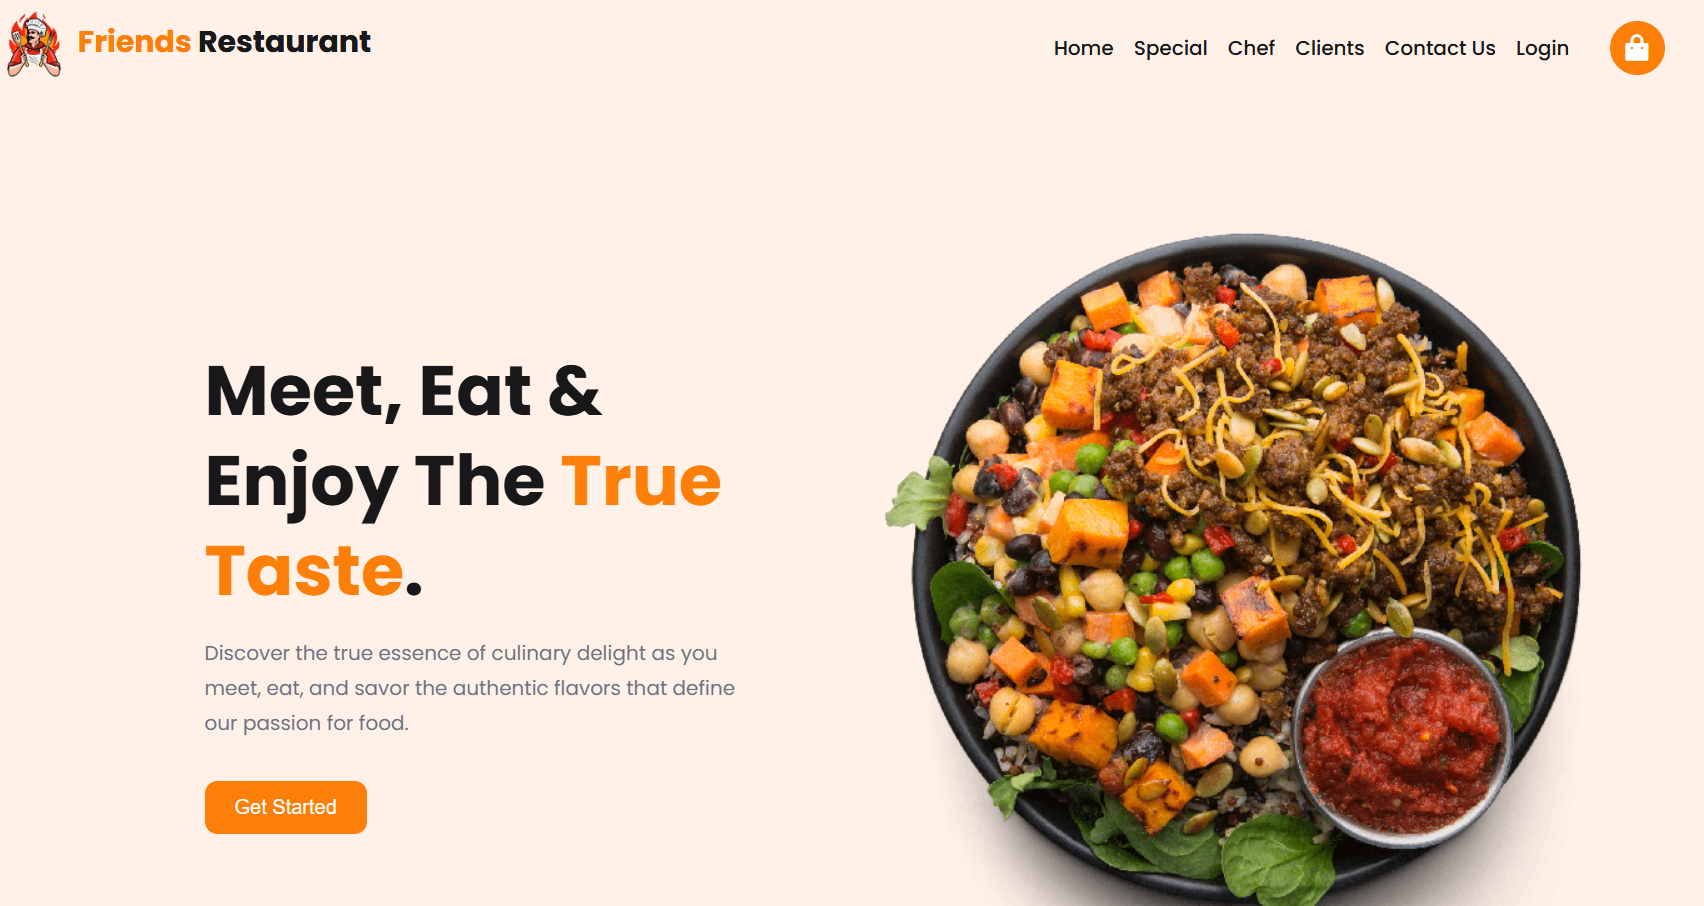 Friends Restaurant
Home Special Chef Clients Contact Us Login
Meet, Eat &
Enjoy The True
Taste.
Discover the true essence of culinary delight as you
meet, eat, and savor the authentic flavors that define
our passion for food.
Get Started